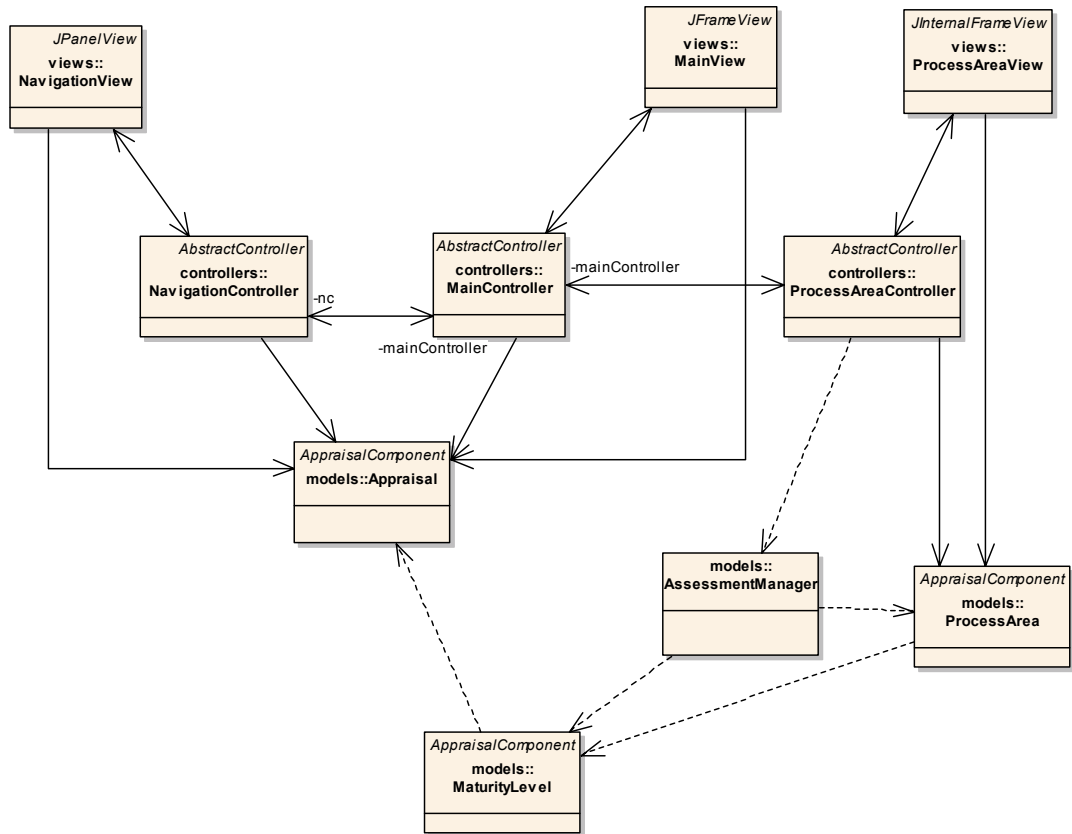 JPanelView
views::
NavigationView
JFrameView
views::
MainView
JInternalFrameView
views::
ProcessAreaView
AbstractController
controllers::
NavigationController
AbstractController
controllers::
MainController
AbstractController
controllers::
ProcessAreaController
-mainController
-nc
-mainController
AppraisalComponent
models::Appraisal
models::
AssessmentManager
AppraisalComponent
models::
ProcessArea
AppraisalComponent
models::
MaturityLevel